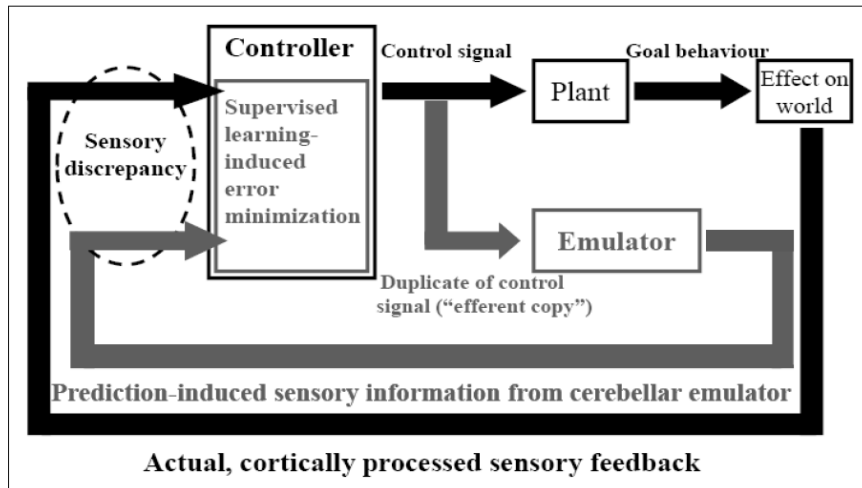 Controller
Control signal
Goal behaviour
Plant
Effect on
world
Supervised
learning-
induced
error
minimization
Sensory
discrepancy
Emulator
Duplicate of control
signal (“efferent copy”)
Prediction-induced sensory information from cerebellar emulator
Actual, cortically processed sensory feedback